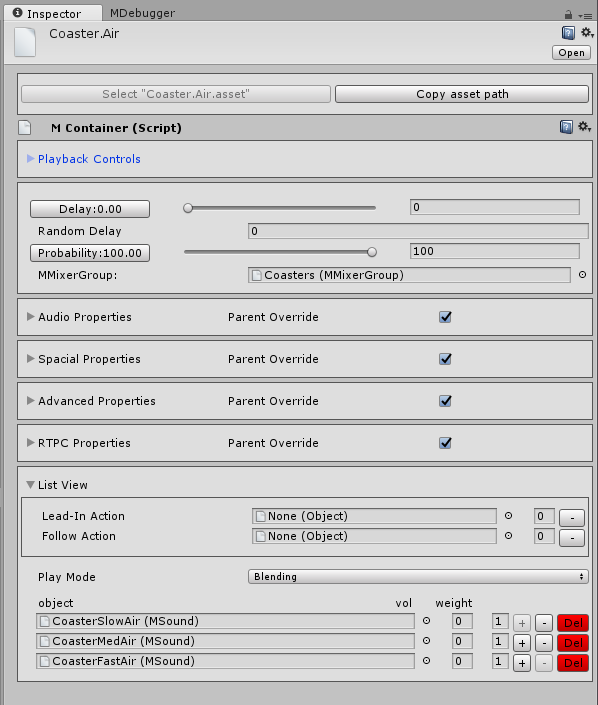 Inspector MDebugger
Coaster.Air
Open
Select "Coaster.Air.asset" Copy asset path
M Container (Script)
Playback Controls
Delay:0.00 0
Random Delay 0
Probability:100.00 100
MMixerGroup: Coasters (MMixerGroup)
Audio Properties Parent Override
Spacial Properties Parent Override
Advanced Properties Parent Override
RTPC Properties Parent Override
List View
Lead-In Action None (Object) 0 -
Follow Action None (Object) 0 -
Play Mode Blending
object vol weight
CoasterSlowAir (MSound) 0 1 + - Del
CoasterMedAir (MSound) 0 1 + - Del
CoasterFastAir (MSound) 0 1 + - Del